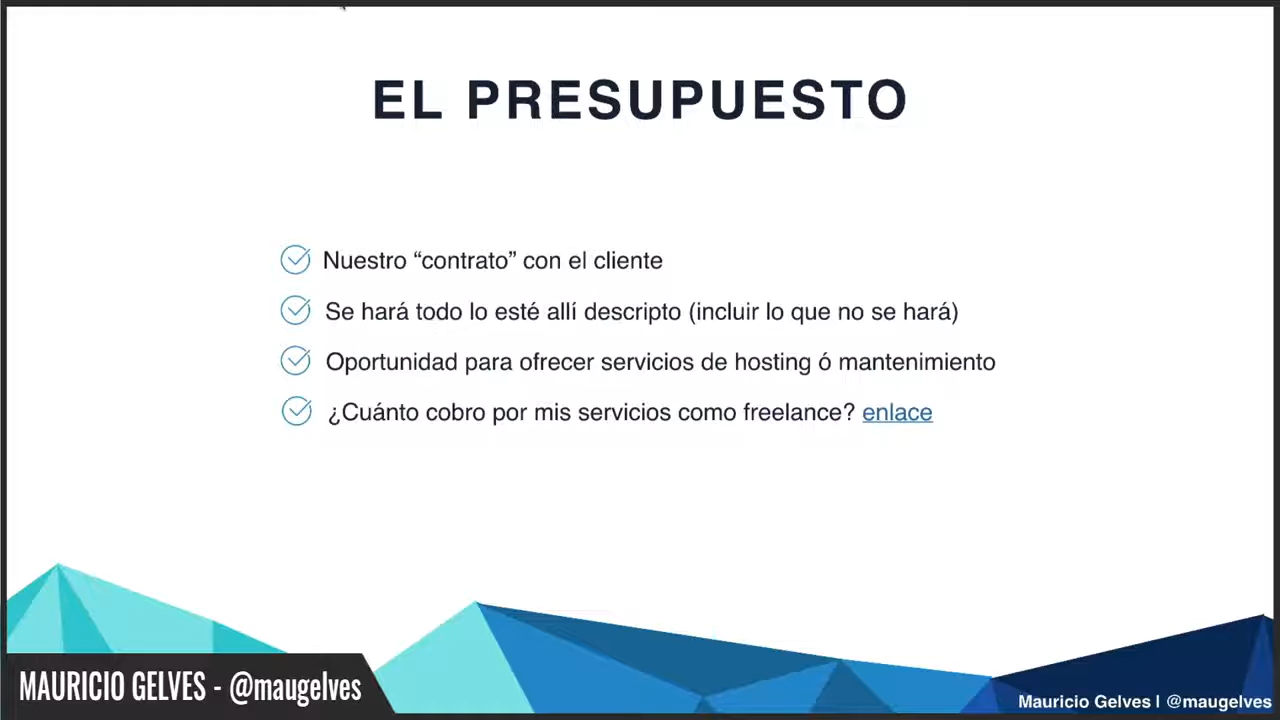 EL PRESUPUESTO
Nuestro “contrato” con el cliente
Se hará todo lo esté allí descripto (incluir lo que no se hará)
Oportunidad para ofrecer servicios de hosting ó mantenimiento
¿Cuánto cobro por mis servicios como freelance? enlace
MAURICIO GELVES - @maugelves
Mauricio Gelves | @maugelves